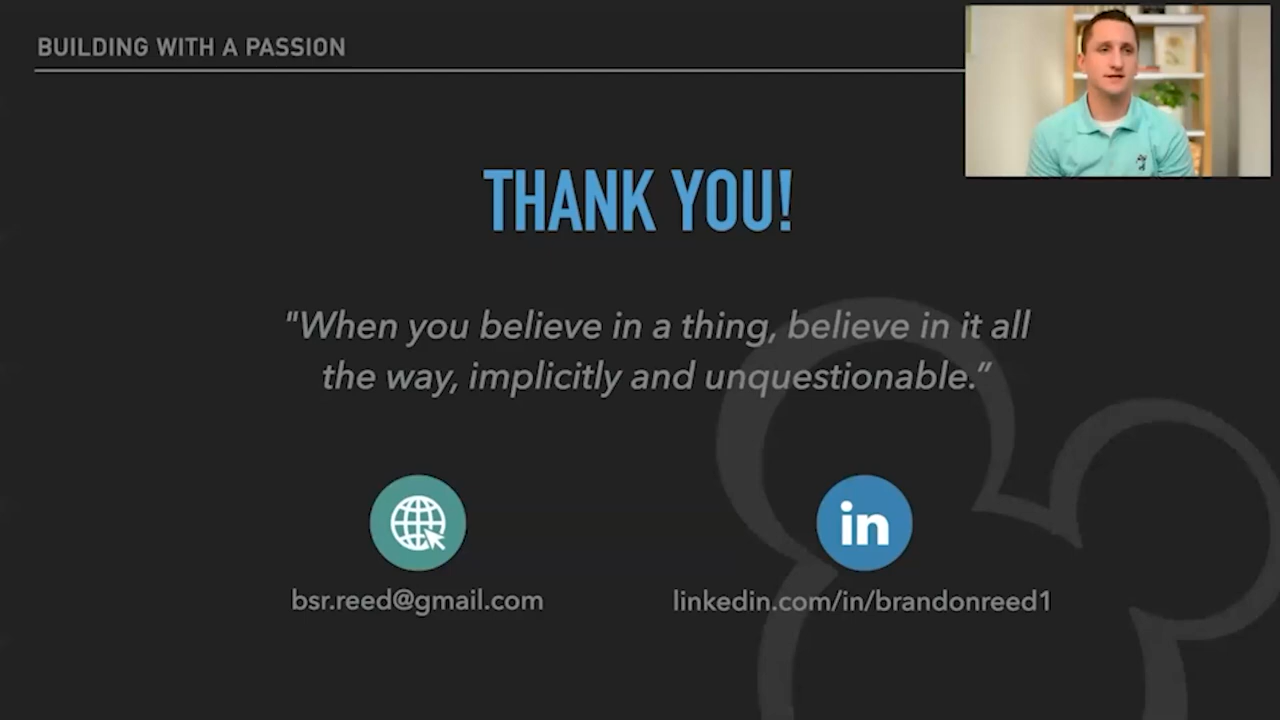 BUILDING WITH A PASSION
THANK YOU!
"When you believe in a thing, believe in it all
the way, implicitly and unquestionable.”
in
bsr.reed@gmail.com
linkedin.com/in/brandonreed1